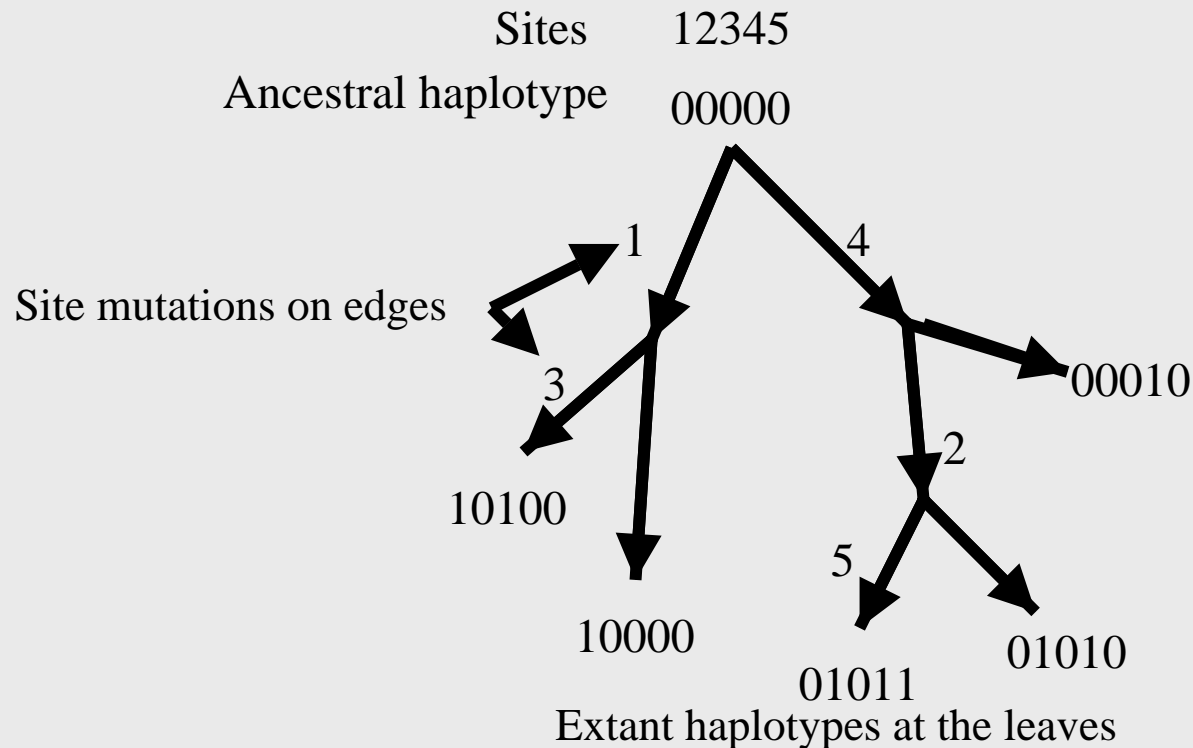 Sites 12345
Ancestral haplotype 00000
1
4
Site mutations on edges
3
00010
2
10100
5
10000
01010
01011
Extant haplotypes at the leaves